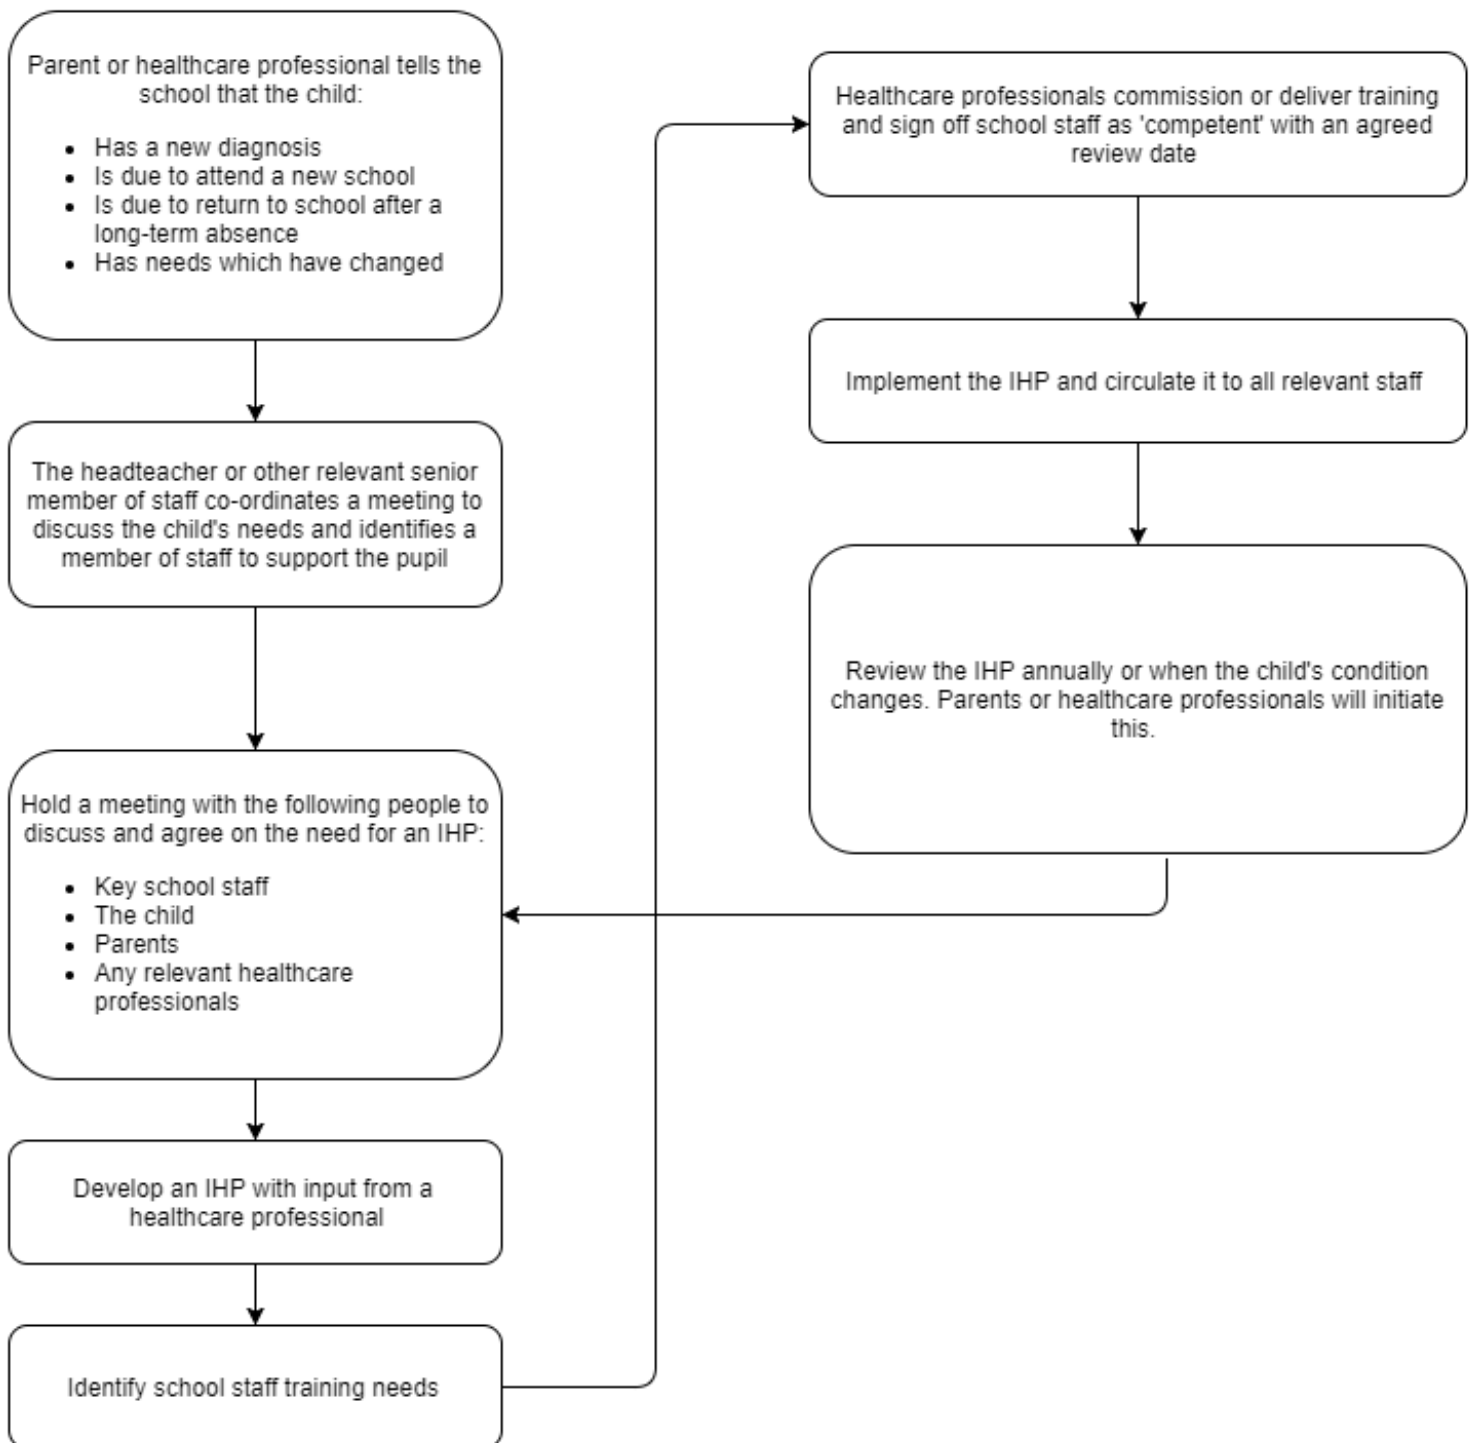 Parent or healthcare professional tells the
school that the child:
• Has a new diagnosis
• Is due to attend a new school
• Is due to return to school after a
long-term absence
• Has needs which have changed
The headteacher or other relevant senior
member of staff co-ordinates a meeting to
discuss the child's needs and identifies a
member of staff to support the pupil
Hold a meeting with the following people to
discuss and agree on the need for an IHP:
• Key school staff
• The child
• Parents
• Any relevant healthcare
professionals
Develop an IHP with input from a
healthcare professional
Identify school staff training needs
Healthcare professionals commission or deliver training
and sign off school staff as 'competent' with an agreed
review date
Implement the IHP and circulate it to all relevant staff
Review the IHP annually or when the child's condition
changes. Parents or healthcare professionals will initiate
this.